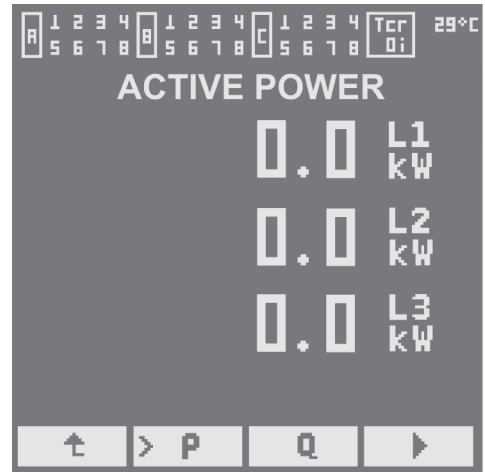 A 1 2 3 4 B 1 2 3 4 C 1 2 3 4 Tcr 29°C
5 6 7 8 5 6 7 8 5 6 7 8 Di
ACTIVE POWER
0.0 L1
kW
0.0 L2
kW
0.0 L3
kW
> P Q